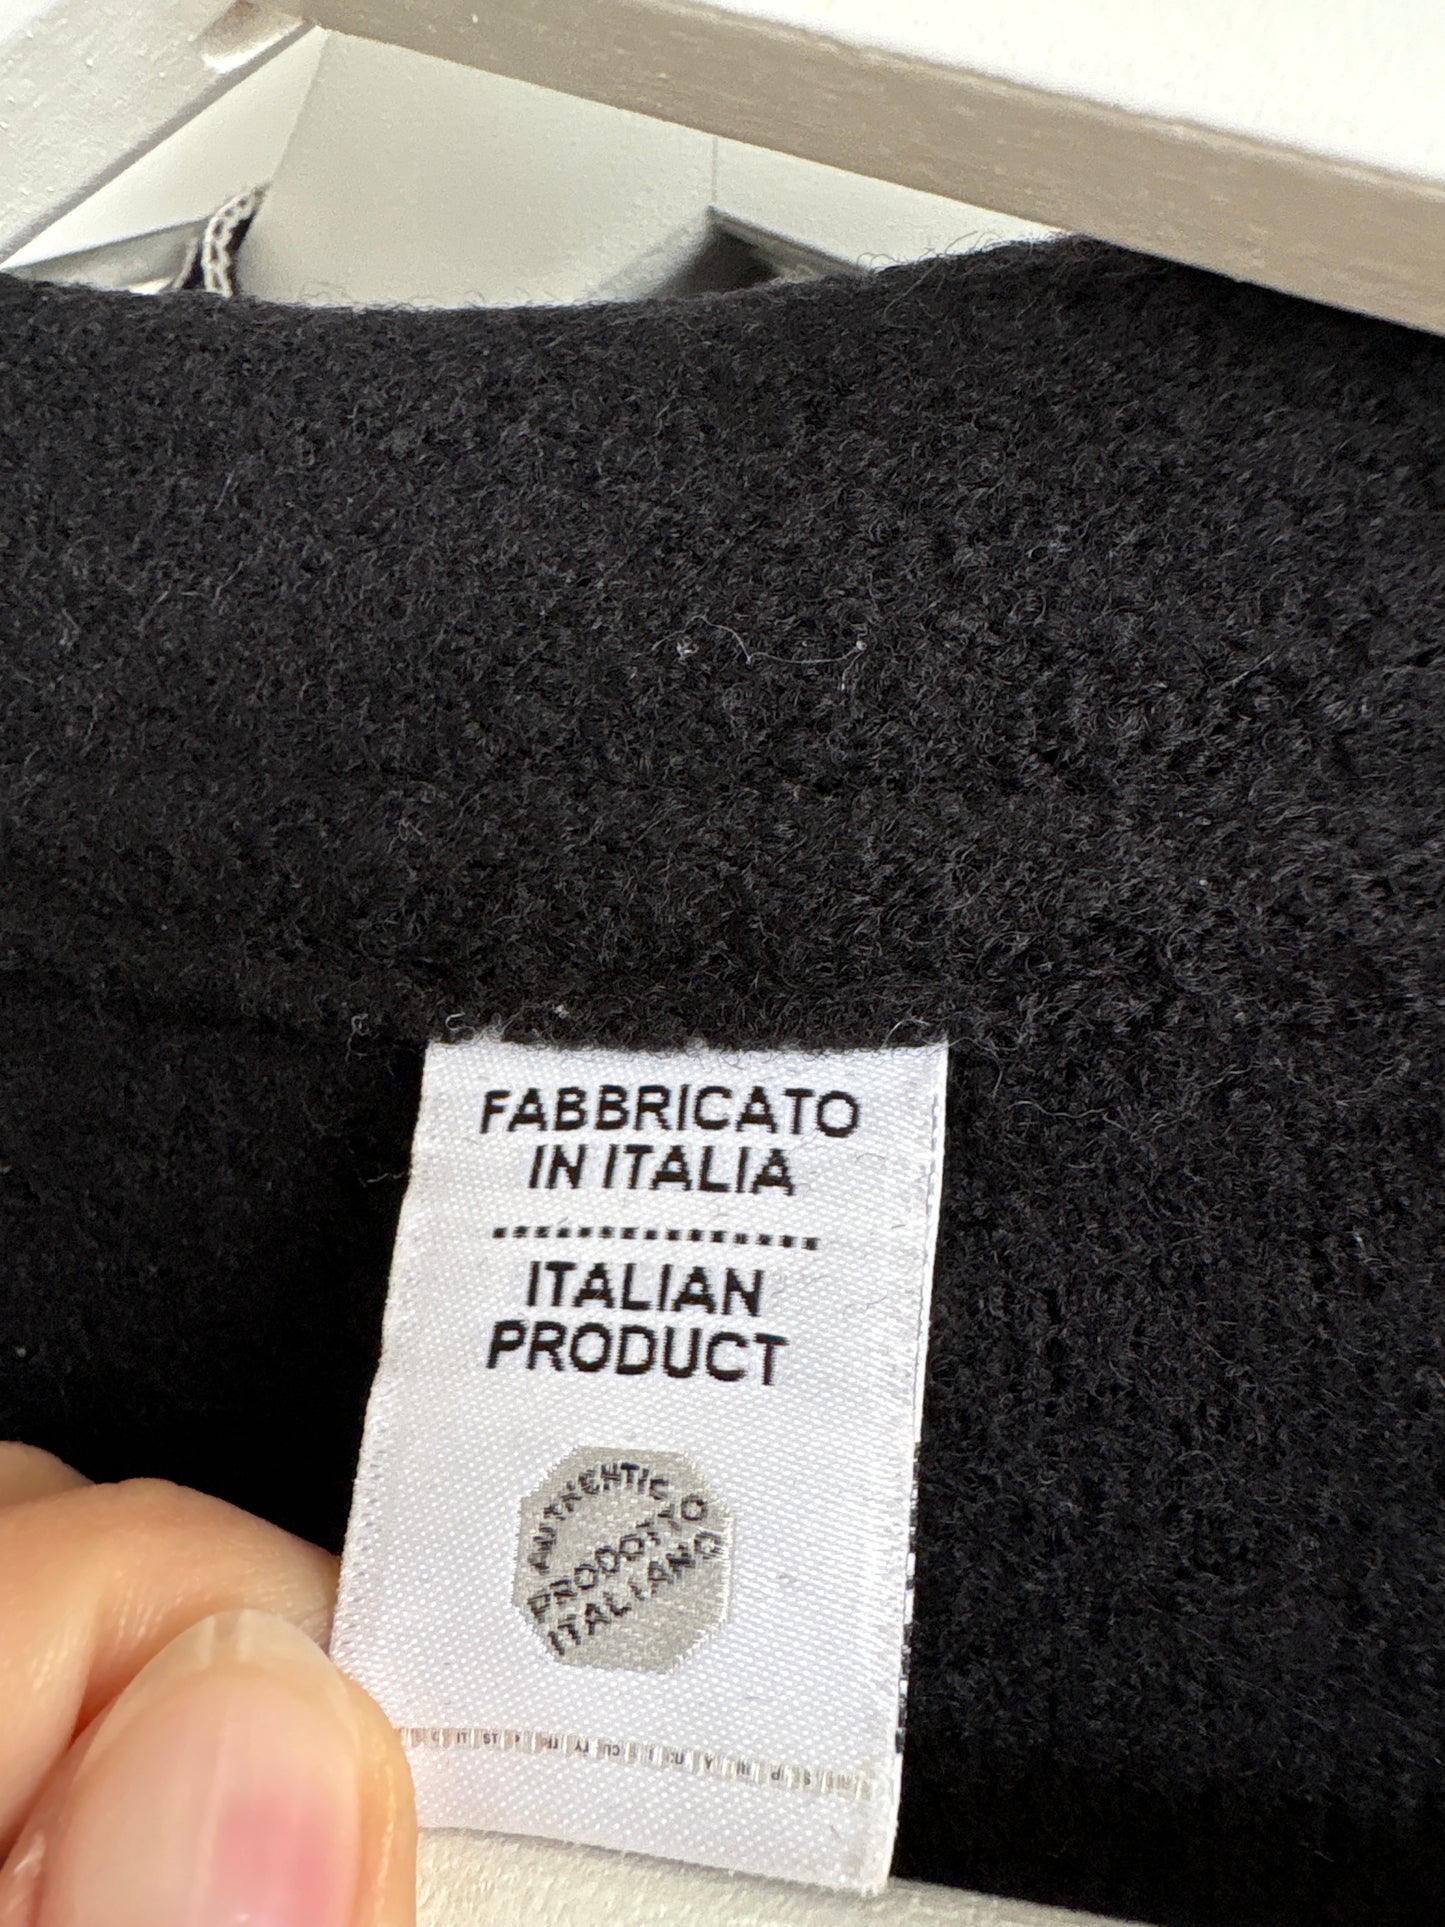 FABBRICATO
IN ITALIA
ITALIAN
PRODUCT
AUTHENTIC
PRODOTTO
ITALIANO